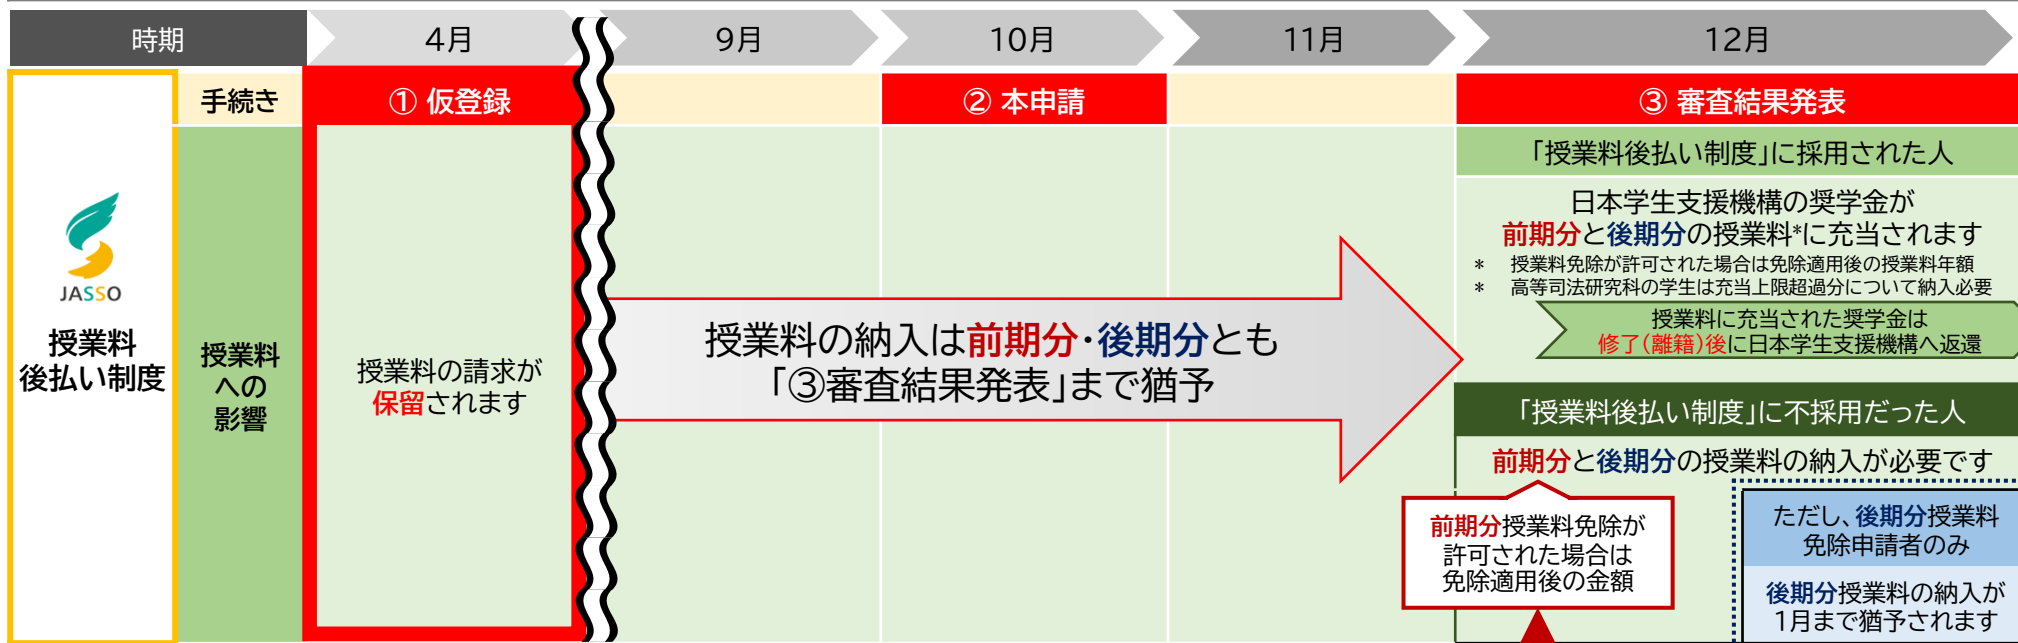 時期
4月
9月
10月
11月
12月
手続き
① 仮登録
② 本申請
③ 審査結果発表
JASSO
授業料
後払い制度
授業料
への
影響
授業料の請求が
保留されます
授業料の納入は前期分・後期分とも
「③審査結果発表」まで猶予
「授業料後払い制度」に採用された人
日本学生支援機構の奨学金が
前期分と後期分の授業料*に充当されます
* 授業料免除が許可された場合は免除適用後の授業料年額
* 高等司法研究科の学生は充当上限超過分について納入必要
授業料に充当された奨学金は
修了(離籍)後に日本学生支援機構へ返還
「授業料後払い制度」に不採用だった人
前期分と後期分の授業料の納入が必要です
前期分授業料免除が
許可された場合は
免除適用後の金額
ただし、後期分授業料
免除申請者のみ
後期分授業料の納入が
1月まで猶予されます